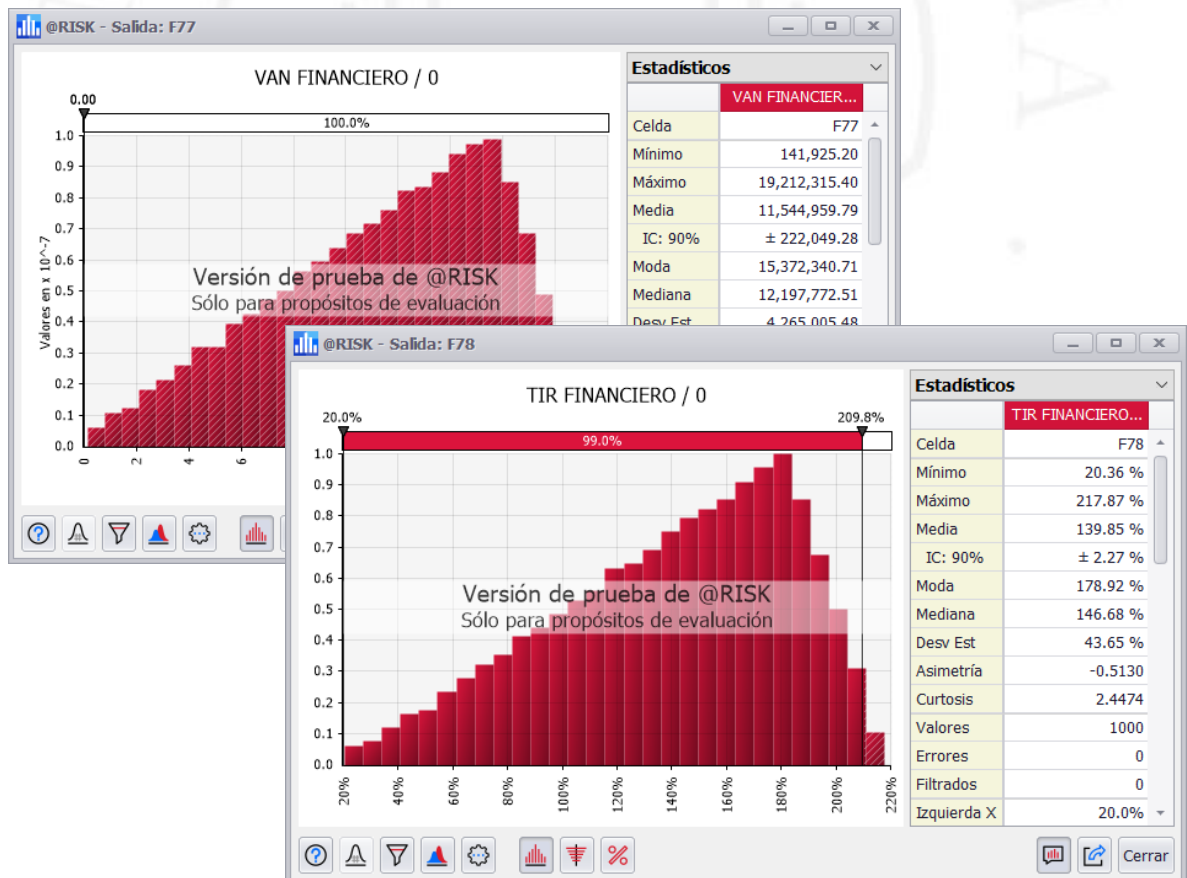 @RISK - Salida: F77
VAN FINANCIERO / 0
0.00
100.0%
1.0
0.9
0.8
0.7
0.6
0.5
0.4
0.3
0.2
0.1
0.0
Valores en x 10^-7
0
2
4
6
Versión de prueba de @RISK
Sólo para propósitos de evaluación
Estadísticos
VAN FINANCIER...
Celda F77
Mínimo 141,925.20
Máximo 19,212,315.40
Media 11,544,959.79
IC: 90% ± 222,049.28
Moda 15,372,340.71
Mediana 12,197,772.51
Desv Est 4,265,005.48
@RISK - Salida: F78
TIR FINANCIERO / 0
20.0% 209.8%
99.0%
1.0
0.9
0.8
0.7
0.6
0.5
0.4
0.3
0.2
0.1
0.0
20%
40%
60%
80%
100%
120%
140%
160%
180%
200%
220%
Versión de prueba de @RISK
Sólo para propósitos de evaluación
Estadísticos
TIR FINANCIERO...
Celda F78
Mínimo 20.36 %
Máximo 217.87 %
Media 139.85 %
IC: 90% ± 2.27 %
Moda 178.92 %
Mediana 146.68 %
Desv Est 43.65 %
Asimetría -0.5130
Curtosis 2.4474
Valores 1000
Errores 0
Filtrados 0
Izquierda X 20.0%
Cerrar